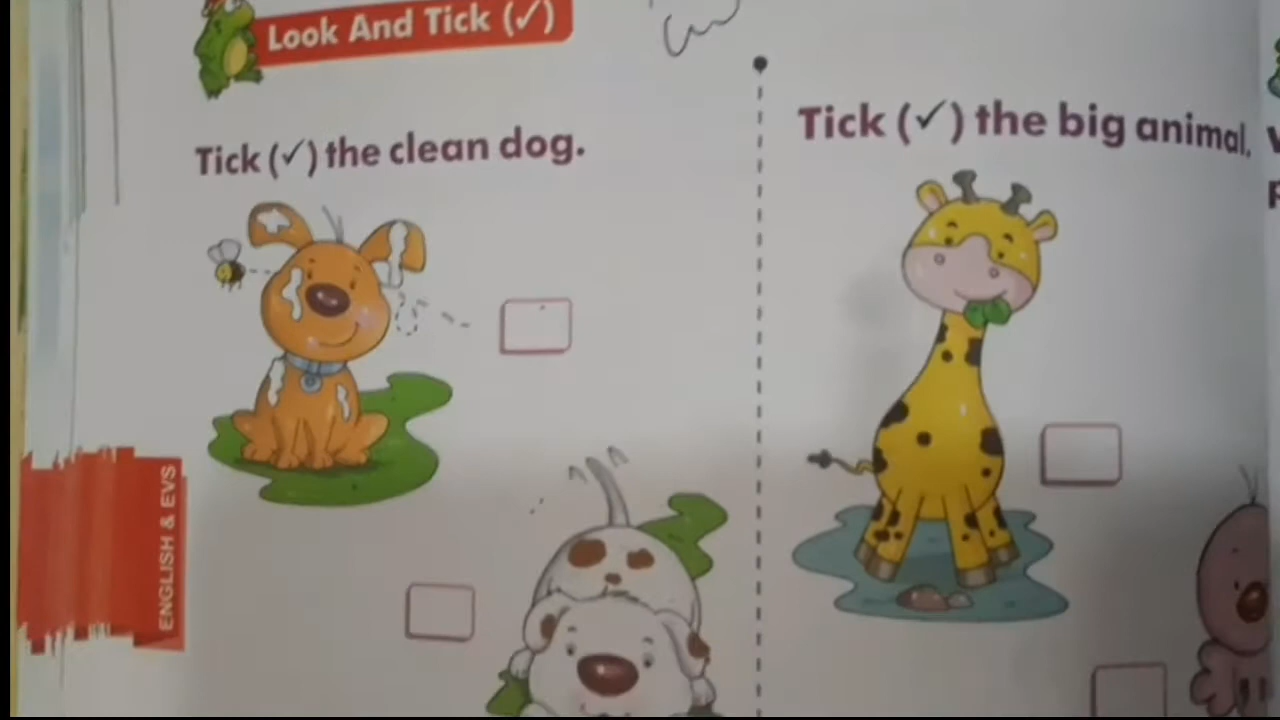 Look And Tick (✓)
Tick (✓) the clean dog.
Tick (✓) the big animal.
ENGLISH & EVS